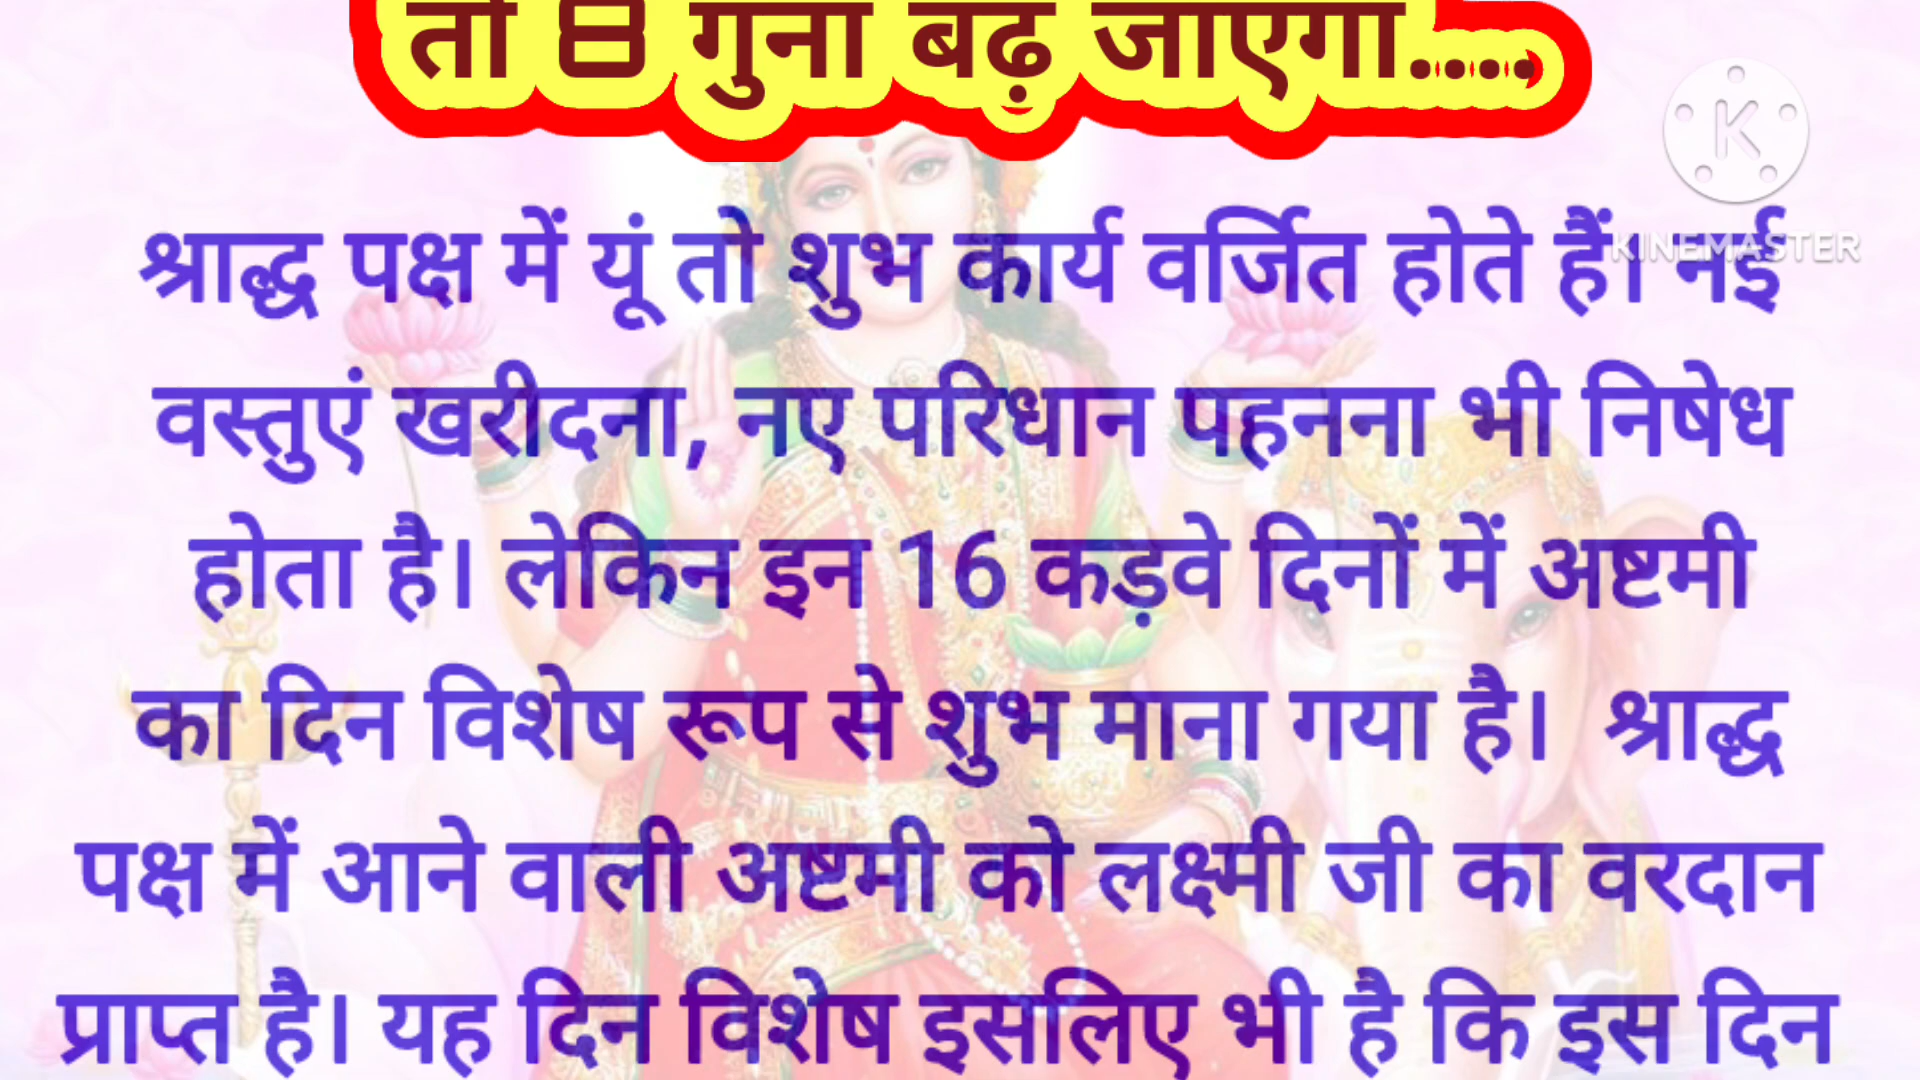 तो 8 गुना बढ़ जाएगा....
K
KINEMASTER
श्राद्ध पक्ष में यूं तो शुभ कार्य वर्जित होते हैं। नई
वस्तुएं खरीदना, नए परिधान पहनना भी निषेध
होता है। लेकिन इन 16 कड़वे दिनों में अष्टमी
का दिन विशेष रूप से शुभ माना गया है। श्राद्ध
पक्ष में आने वाली अष्टमी को लक्ष्मी जी का वरदान
प्राप्त है। यह दिन विशेष इसलिए भी है कि इस दिन